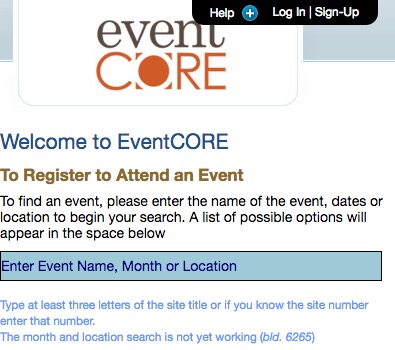 Help Log In | Sign-Up
event
CORE
Welcome to EventCORE
To Register to Attend an Event
To find an event, please enter the name of the event, dates or
location to begin your search. A list of possible options will
appear in the space below
Enter Event Name, Month or Location
Type at least three letters of the site title or if you know the site number
enter that number.
The month and location search is not yet working (bld. 6265)